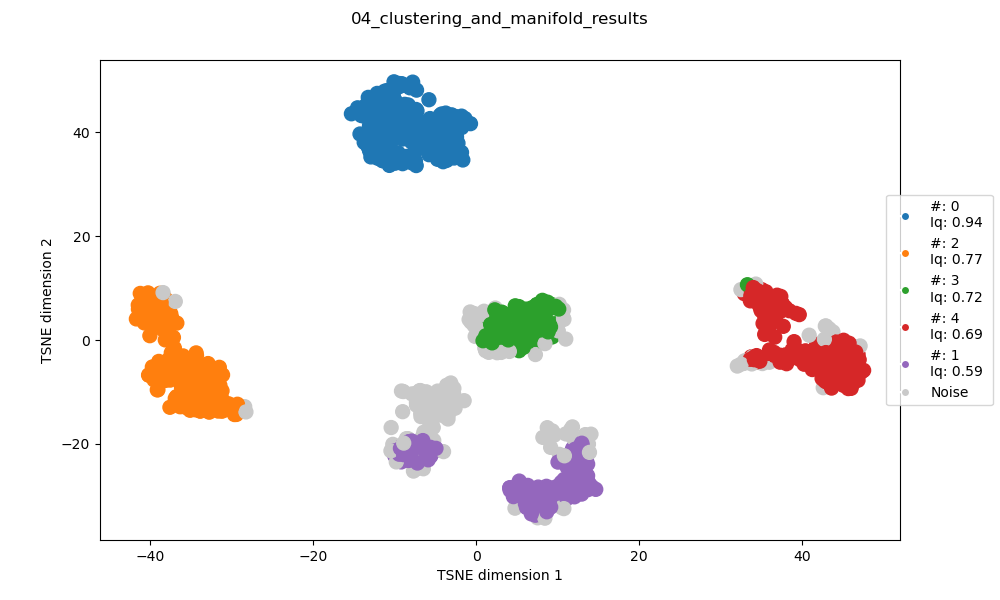 04_clustering_and_manifold_results
TSNE dimension 2
40
20
0
−20
−40
−20
0
20
40
TSNE dimension 1
#: 0
Iq: 0.94
#: 2
Iq: 0.77
#: 3
Iq: 0.72
#: 4
Iq: 0.69
#: 1
Iq: 0.59
Noise